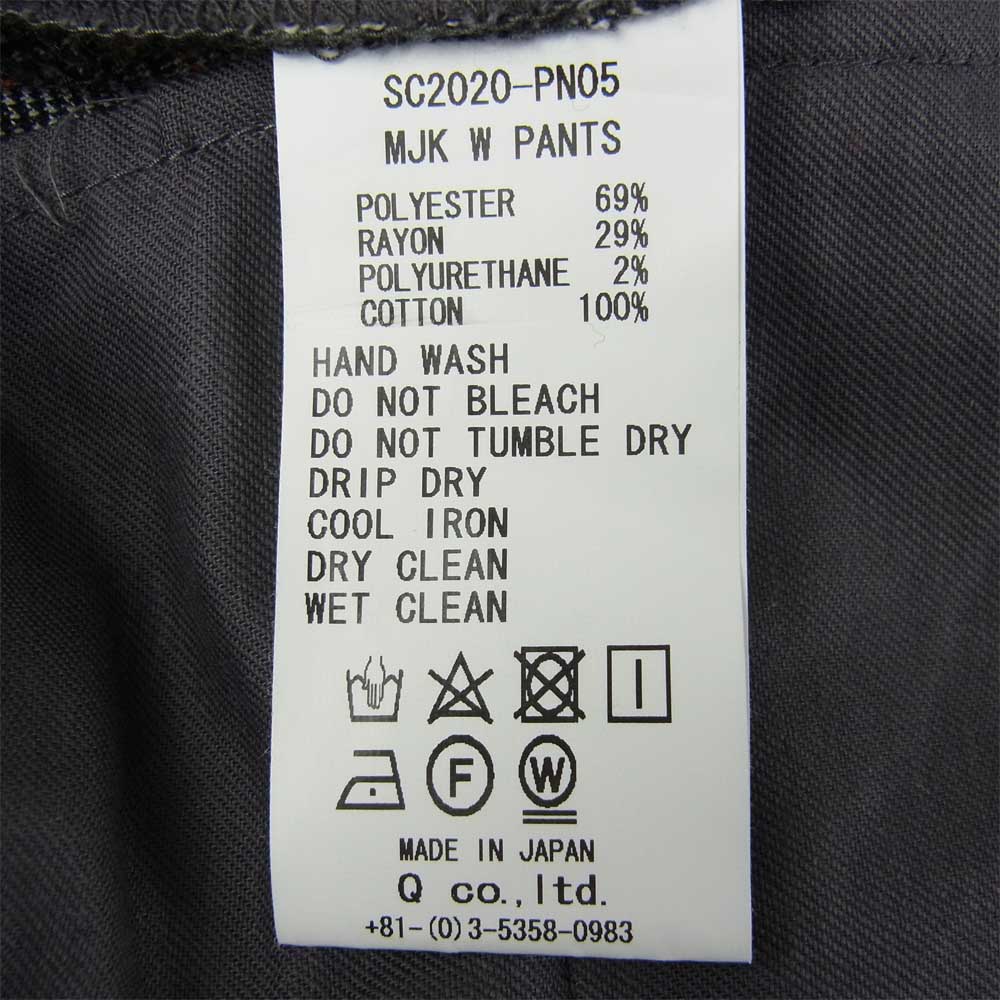 SC2020-PN05
MJK W PANTS
POLYESTER 69%
RAYON 29%
POLYURETHANE 2%
COTTON 100%
HAND WASH
DO NOT BLEACH
DO NOT TUMBLE DRY
DRIP DRY
COOL IRON
DRY CLEAN
WET CLEAN
F W
MADE IN JAPAN
Q co.,ltd.
+81-(0)3-5358-0983